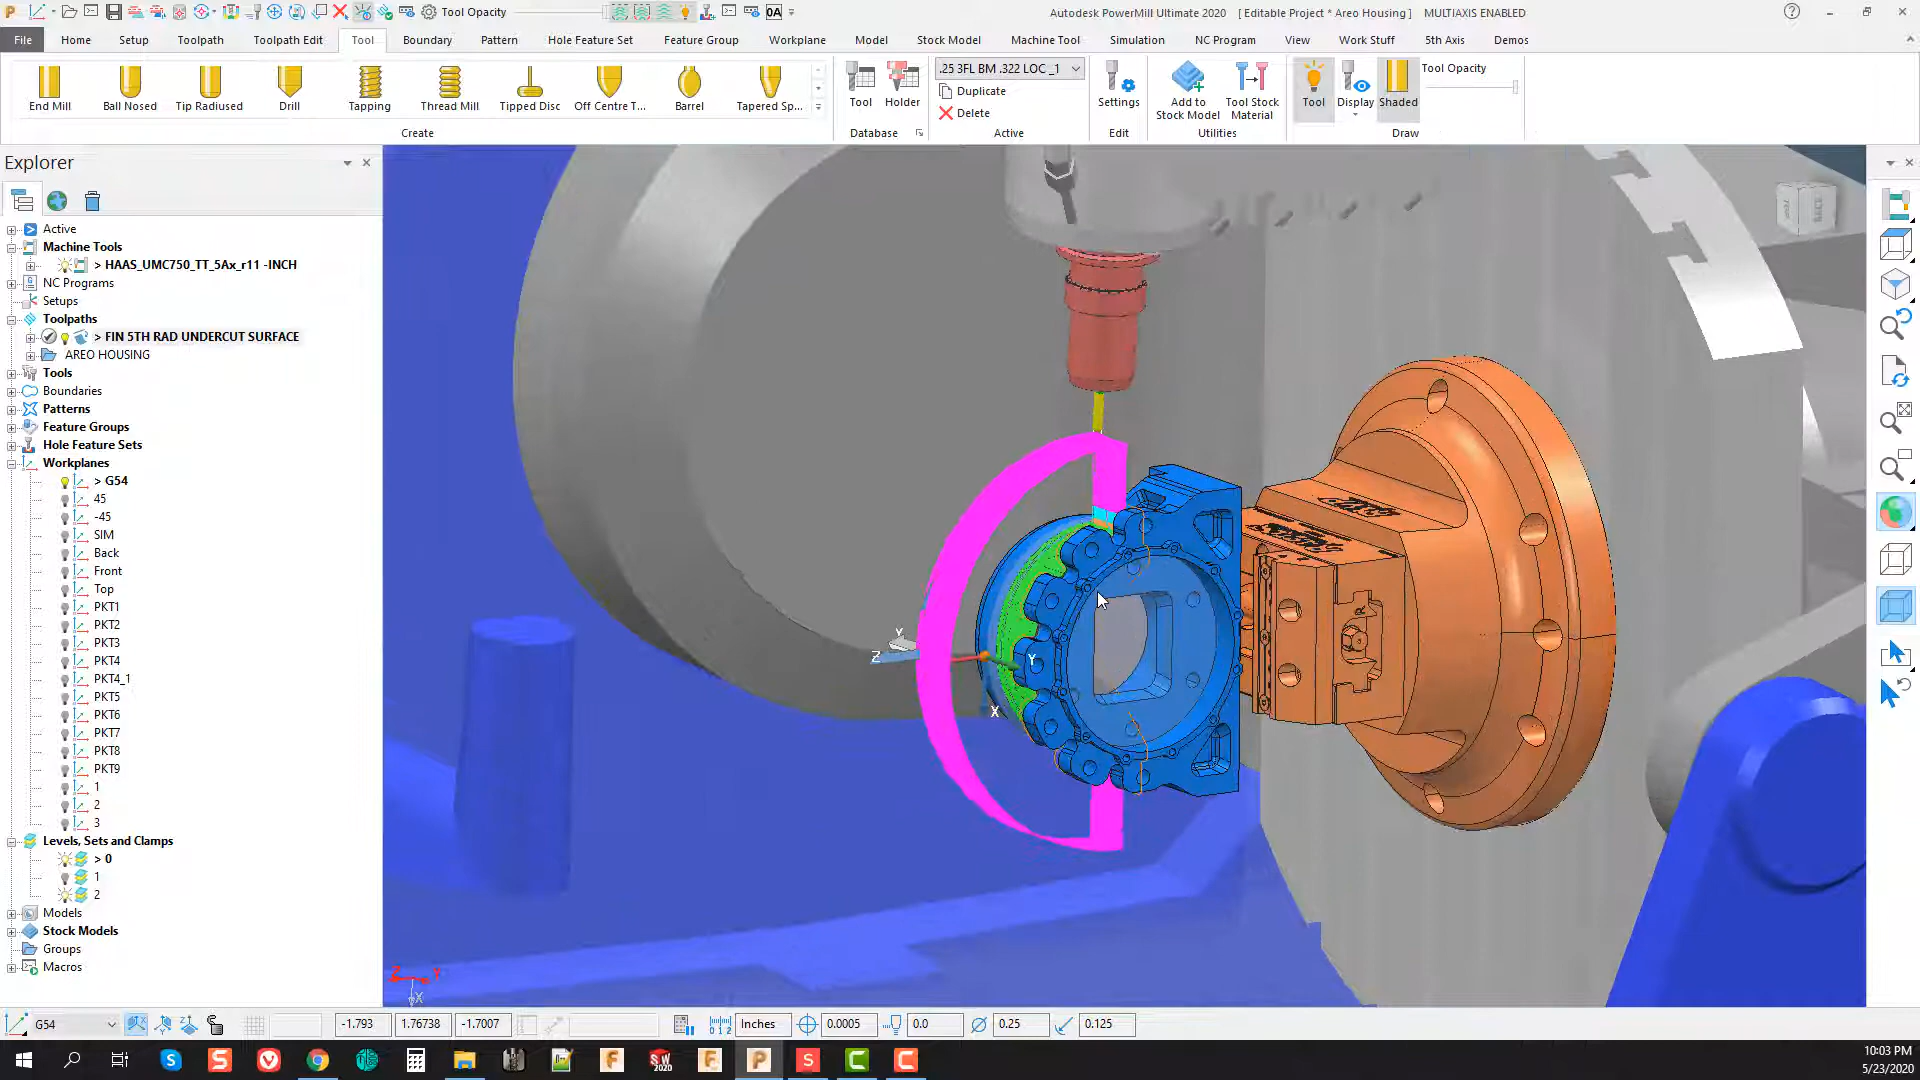 Tool Opacity
Autodesk PowerMill Ultimate 2020 [ Editable Project * Areo Housing ] MULTIAXIS ENABLED
File Home Setup Toolpath Toolpath Edit Tool Boundary Pattern Hole Feature Set Feature Group Workplane Model Stock Model Machine Tool Simulation NC Program View Work Stuff 5th Axis Demos
End Mill Ball Nosed Tip Radiused Drill Tapping Thread Mill Tipped Disc Off Centre T... Barrel Tapered Sp...
Create
Tool Holder
Database
.25 3FL BM .322 LOC _1
Duplicate
Delete
Active
Settings
Edit
Add to Stock Model
Tool Stock Material
Utilities
Tool Display Shaded
Tool Opacity
Draw
Explorer
Active
Machine Tools
> HAAS_UMC750_TT_5Ax_r11 -INCH
NC Programs
Setups
Toolpaths
> FIN 5TH RAD UNDERCUT SURFACE
AREO HOUSING
Tools
Boundaries
Patterns
Feature Groups
Hole Feature Sets
Workplanes
> G54
45
-45
SIM
Back
Front
Top
PKT1
PKT2
PKT3
PKT4
PKT4_1
PKT5
PKT6
PKT7
PKT8
PKT9
1
2
3
Levels, Sets and Clamps
> 0
1
2
Models
Stock Models
Groups
Macros
Y
Z
Y
X
Z
Y
X
G54 -1.793 1.76738 -1.7007 Inches 0.0005 0.0 0.25 0.125
10:03 PM
5/23/2020